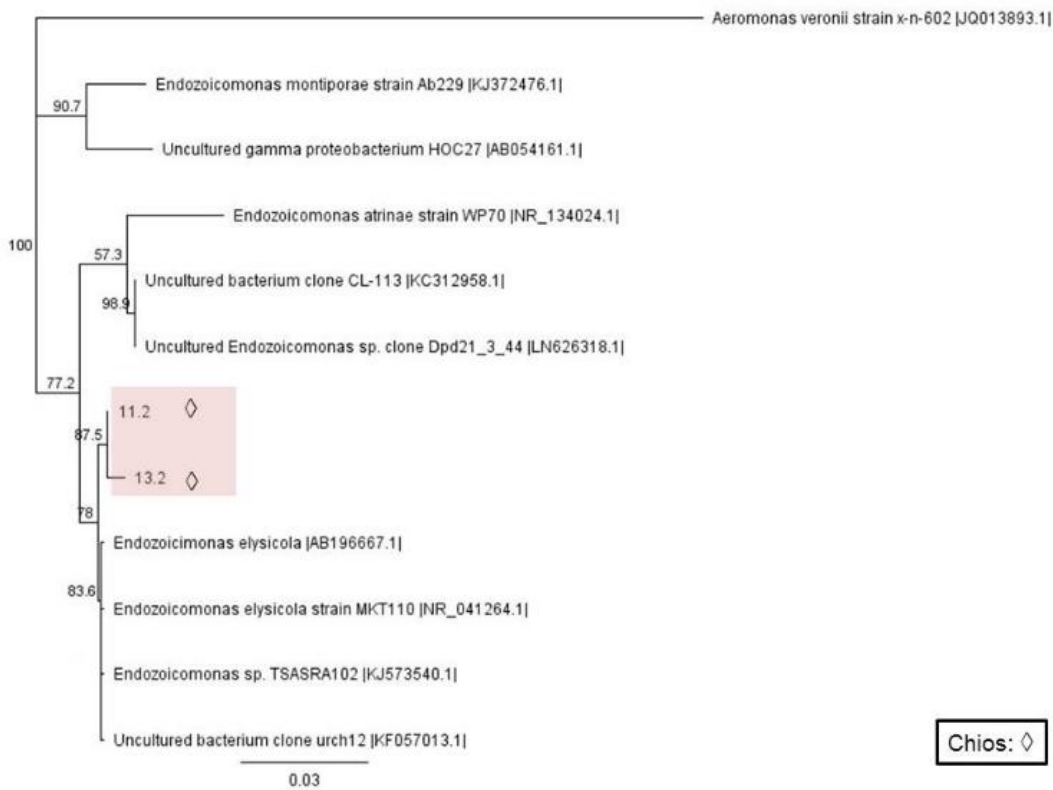 Aeromonas veronii strain x-n-602 |JQ013893.1|
Endozoicomonas montiporae strain Ab229 |KJ372476.1|
90.7
Uncultured gamma proteobacterium HOC27 |AB054161.1|
Endozoicomonas atrinae strain WP70 |NR_134024.1|
100
57.3
Uncultured bacterium clone CL-113 |KC312958.1|
98.9
Uncultured Endozoicomonas sp. clone Dpd21_3_44 |LN626318.1|
77.2
11.2 ◊
87.5
13.2 ◊
78
Endozoicimonas elysicola |AB196667.1|
83.6
Endozoicomonas elysicola strain MKT110 |NR_041264.1|
Endozoicomonas sp. TSASRA102 |KJ573540.1|
Uncultured bacterium clone urch12 |KF057013.1|
Chios: ◊
0.03